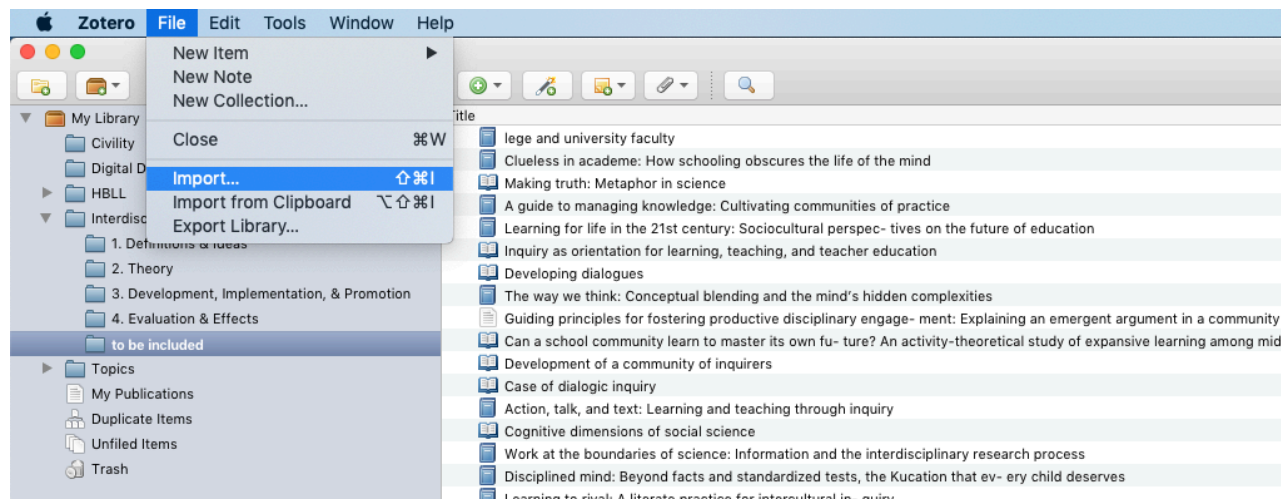 Zotero File Edit Tools Window Help
New Item
New Note
New Collection...
Close ⌘W
Import... ⇧⌘I
Import from Clipboard ⌥⇧⌘I
Export Library...
My Library
Civility
Digital D
HBLL
Interdisc
1. Definitions & Ideas
2. Theory
3. Development, Implementation, & Promotion
4. Evaluation & Effects
to be included
Topics
My Publications
Duplicate Items
Unfiled Items
Trash
Title
lege and university faculty
Clueless in academe: How schooling obscures the life of the mind
Making truth: Metaphor in science
A guide to managing knowledge: Cultivating communities of practice
Learning for life in the 21st century: Sociocultural perspec- tives on the future of education
Inquiry as orientation for learning, teaching, and teacher education
Developing dialogues
The way we think: Conceptual blending and the mind's hidden complexities
Guiding principles for fostering productive disciplinary engage- ment: Explaining an emergent argument in a community
Can a school community learn to master its own fu- ture? An activity-theoretical study of expansive learning among mid
Development of a community of inquirers
Case of dialogic inquiry
Action, talk, and text: Learning and teaching through inquiry
Cognitive dimensions of social science
Work at the boundaries of science: Information and the interdisciplinary research process
Disciplined mind: Beyond facts and standardized tests, the Kucation that ev- ery child deserves
Learning to rival: A literate practice for intercultural in- quiry